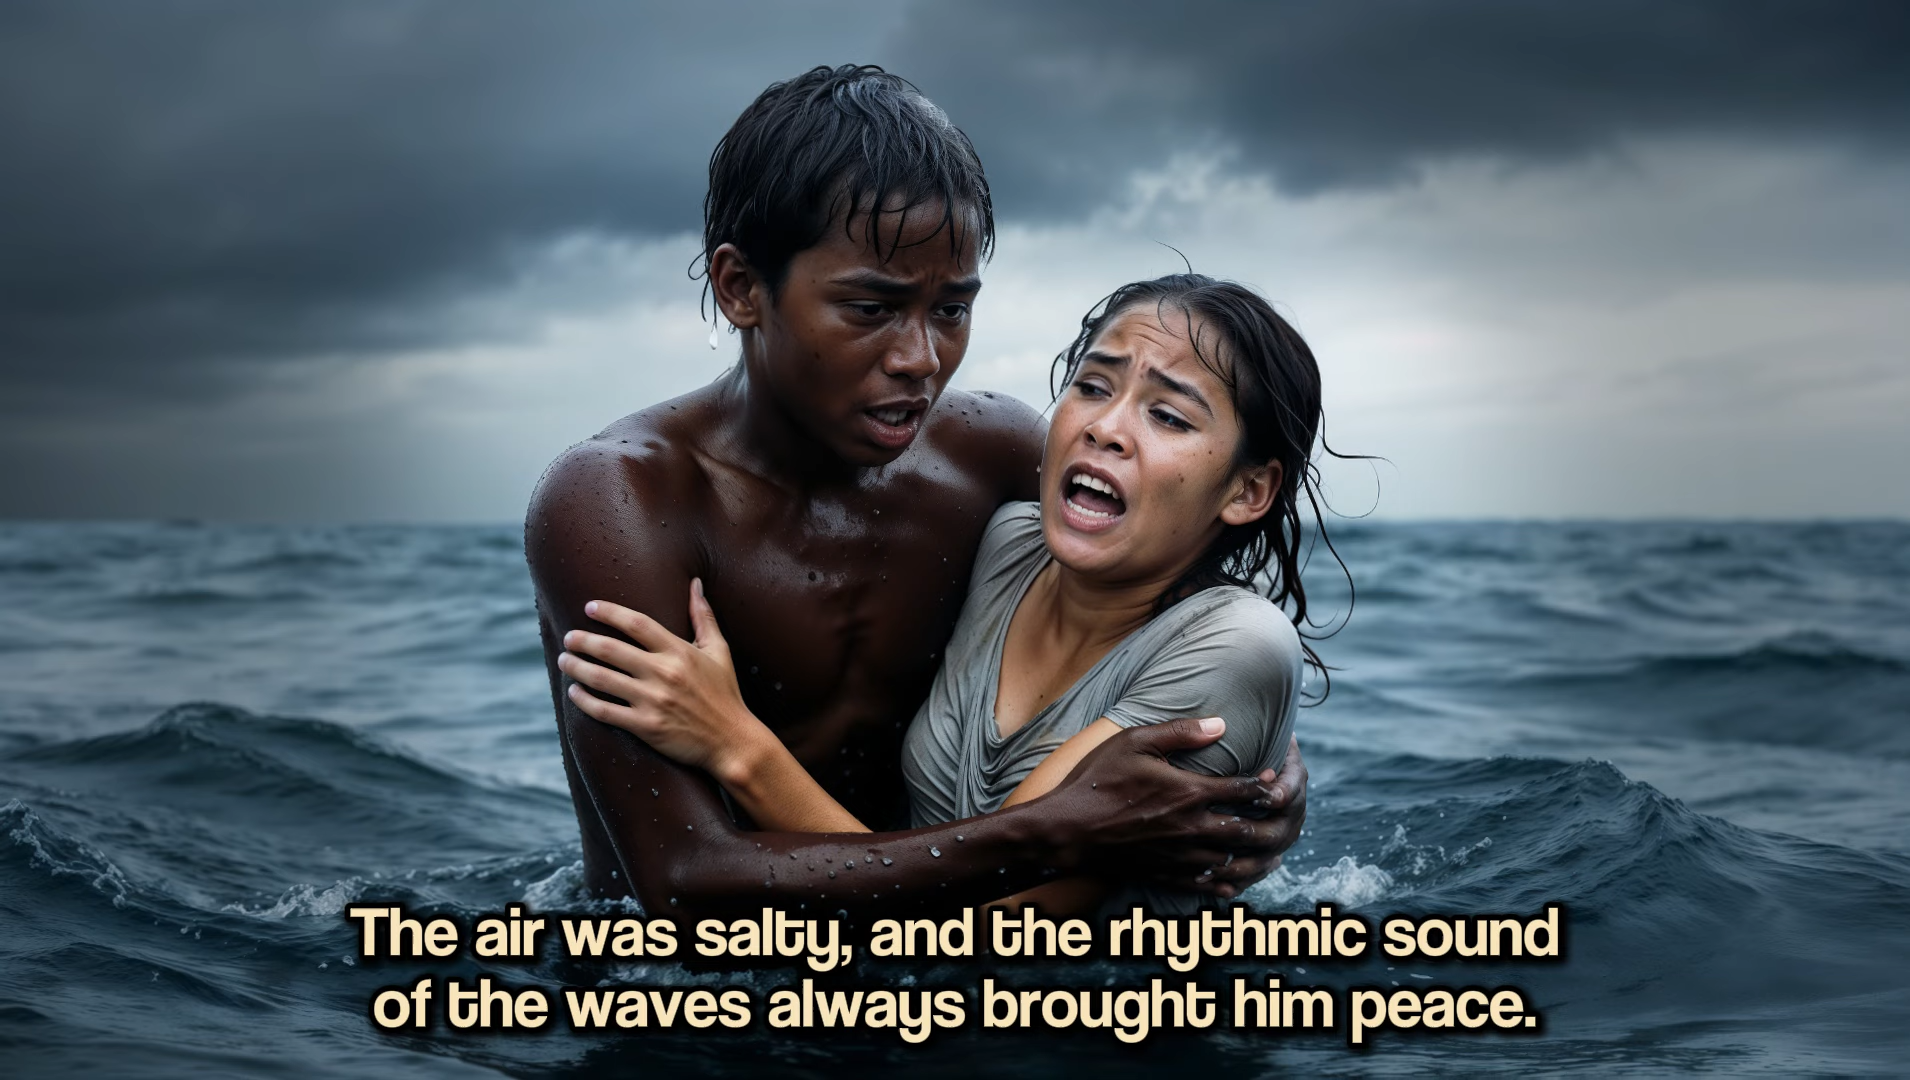 The air was salty, and the rhythmic sound
of the waves always brought him peace.